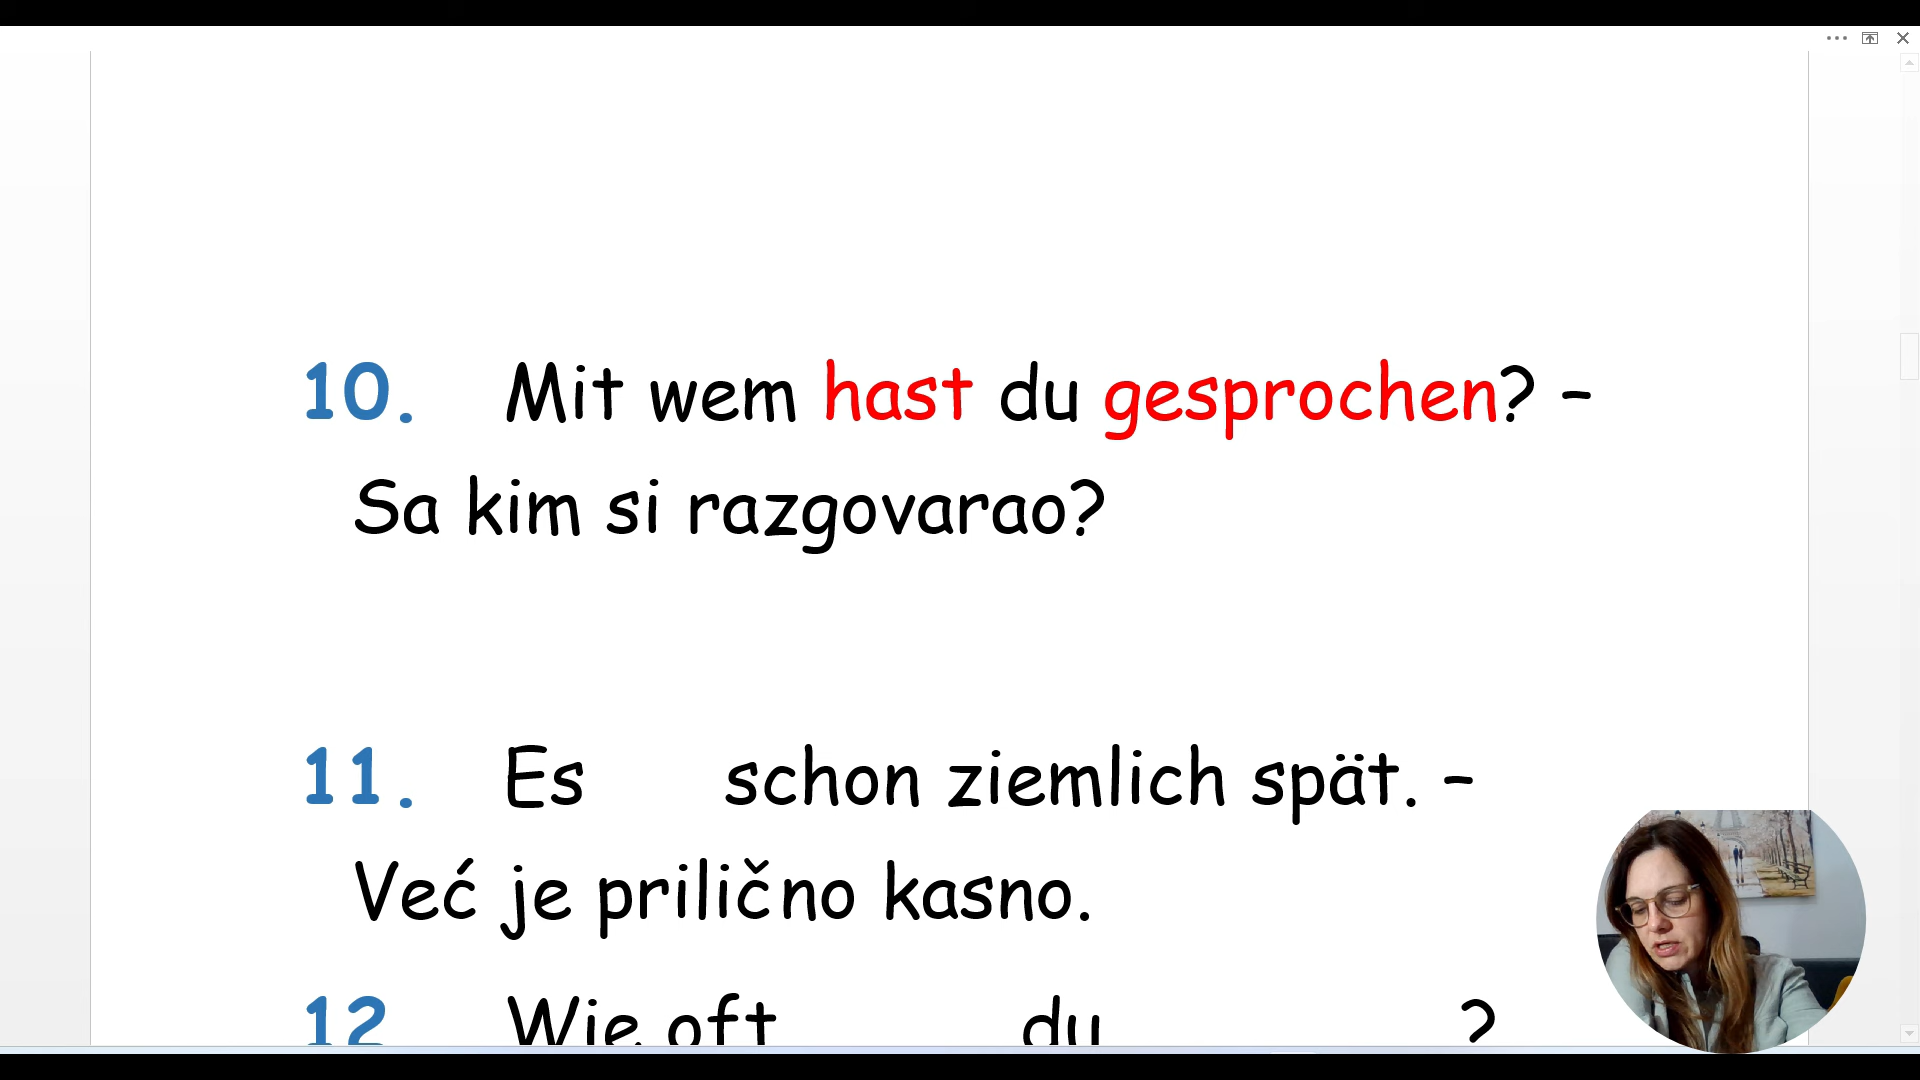 10. Mit wem hast du gesprochen? –
Sa kim si razgovarao?
11. Es schon ziemlich spät. –
Već je prilično kasno.
12 Wie oft du ?